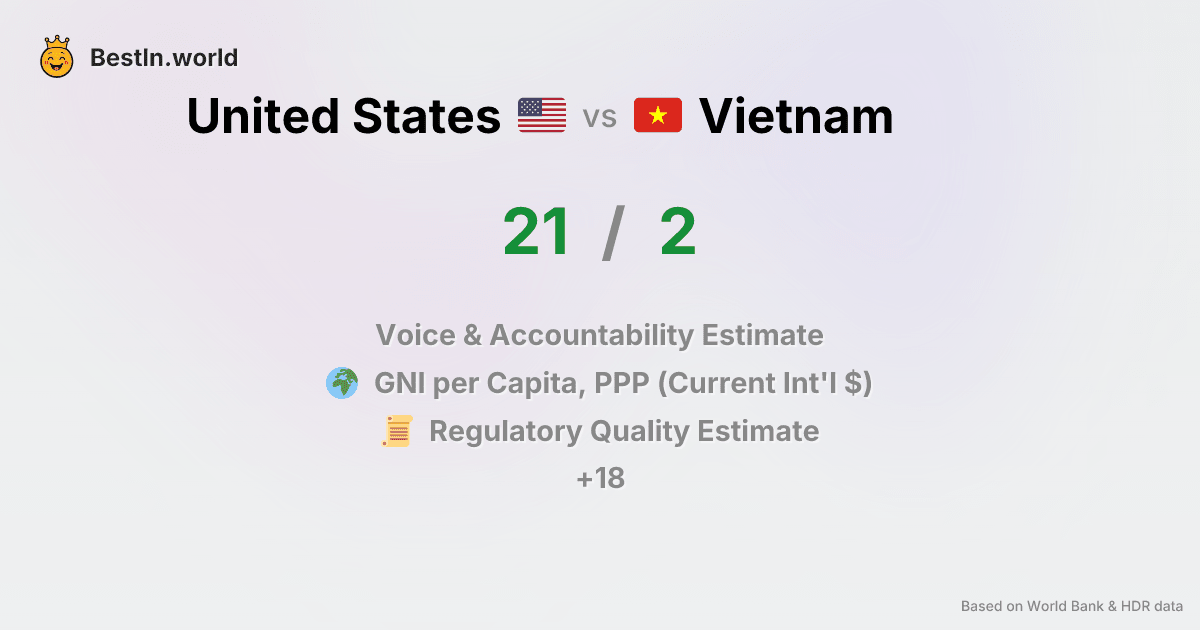 BestIn.world
United States vs Vietnam
21 / 2
Voice & Accountability Estimate
GNI per Capita, PPP (Current Int'l $)
Regulatory Quality Estimate
+18
Based on World Bank & HDR data